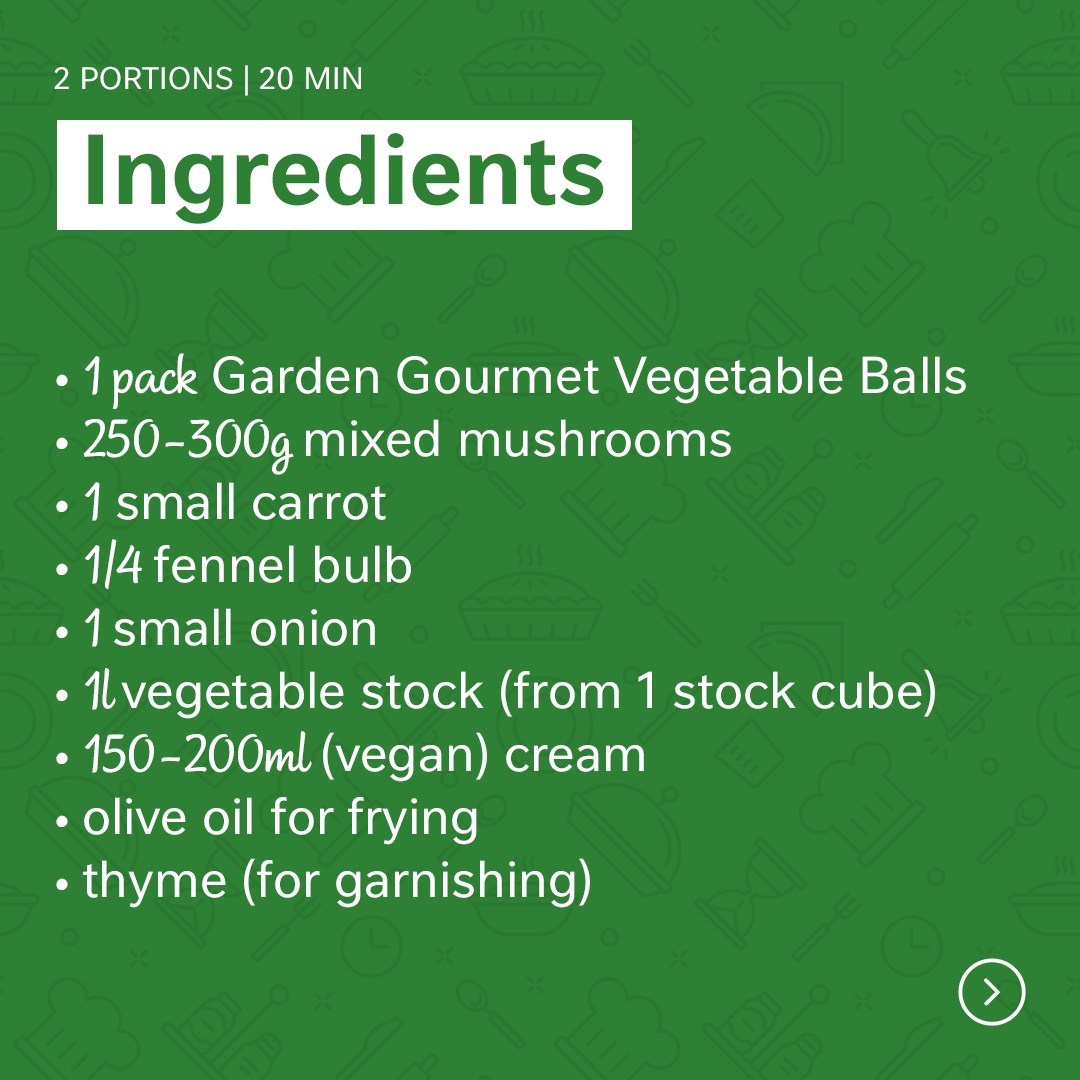 2 PORTIONS | 20 MIN
Ingredients
• 1 pack Garden Gourmet Vegetable Balls
• 250-300g mixed mushrooms
• 1 small carrot
• 1/4 fennel bulb
• 1 small onion
• 1l vegetable stock (from 1 stock cube)
• 150-200ml (vegan) cream
• olive oil for frying
• thyme (for garnishing)